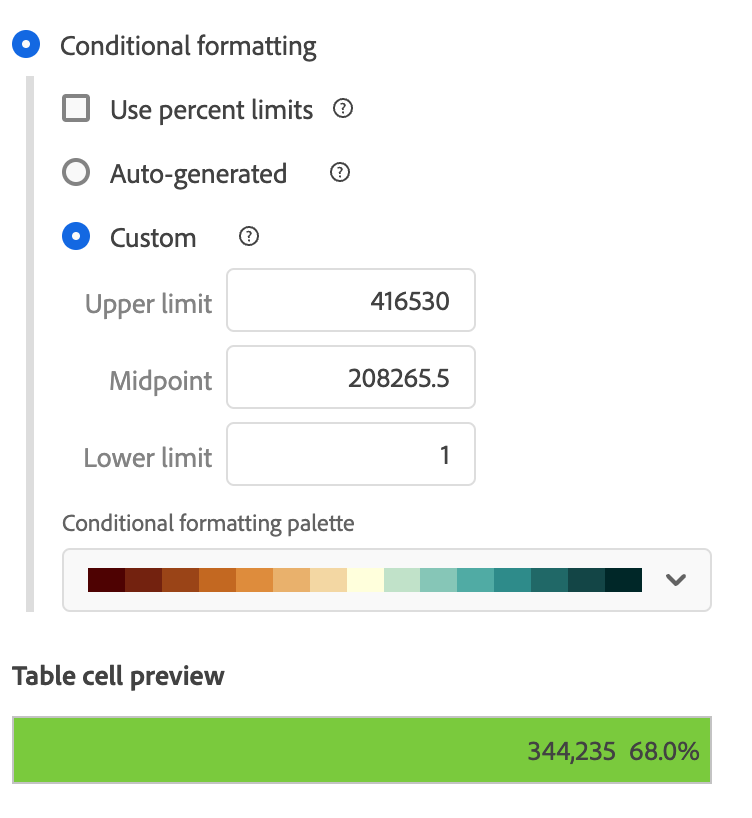 Conditional formatting
Use percent limits ?
Auto-generated ?
Custom ?
Upper limit 416530
Midpoint 208265.5
Lower limit 1
Conditional formatting palette
Table cell preview
344,235 68.0%